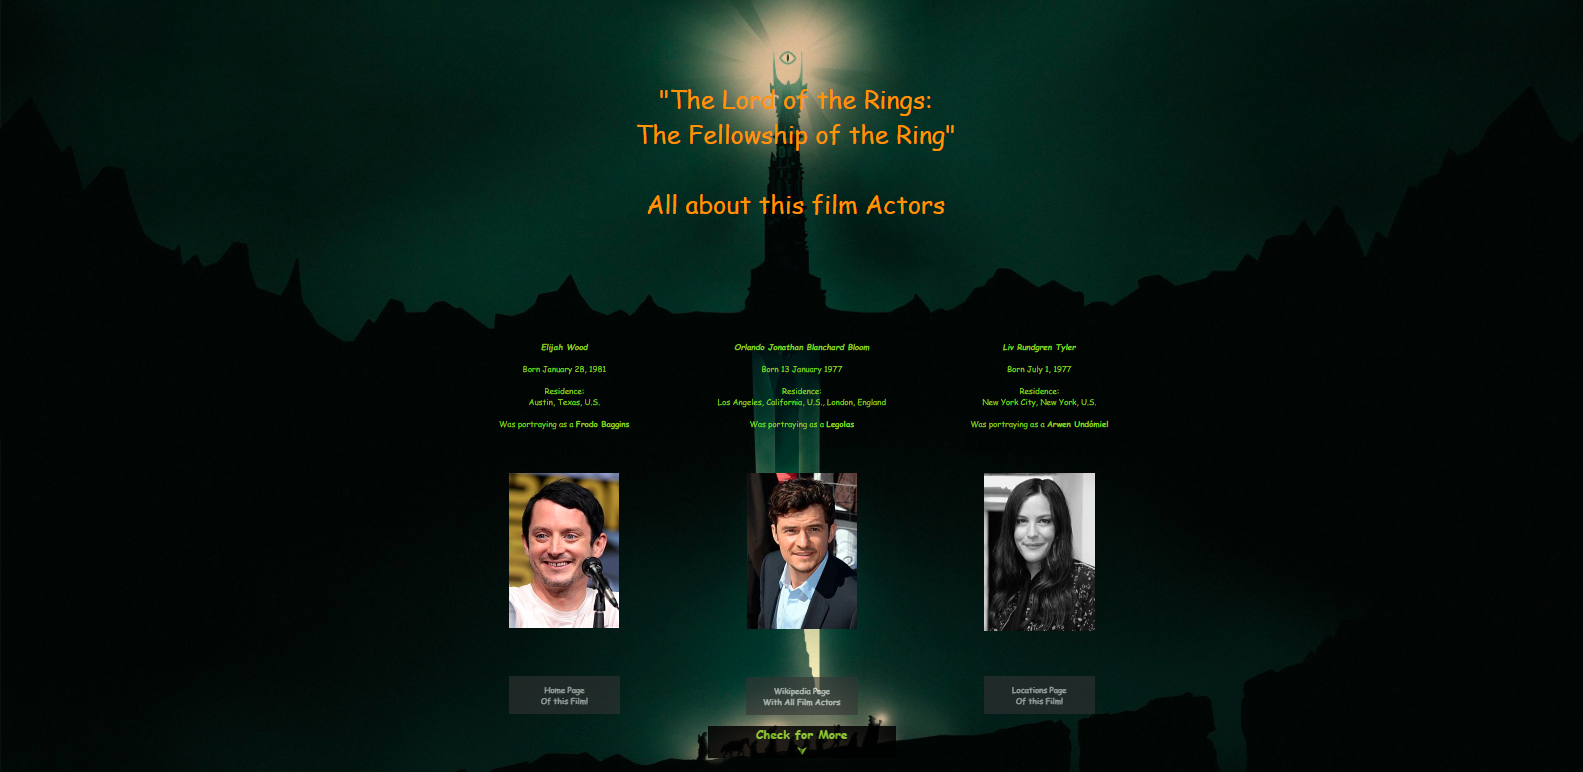 "The Lord of the Rings:
The Fellowship of the Ring"
All about this film Actors
Elijah Wood
Born January 28, 1981
Residence:
Austin, Texas, U.S.
Was portraying as a Frodo Baggins
Orlando Jonathan Blanchard Bloom
Born 13 January 1977
Residence:
Los Angeles, California, U.S., London, England
Was portraying as a Legolas
Liv Rundgren Tyler
Born July 1, 1977
Residence:
New York City, New York, U.S.
Was portraying as a Arwen Undómiel
Home Page
Of this Film!
Wikipedia Page
With All Film Actors
Locations Page
Of this Film!
Check for More